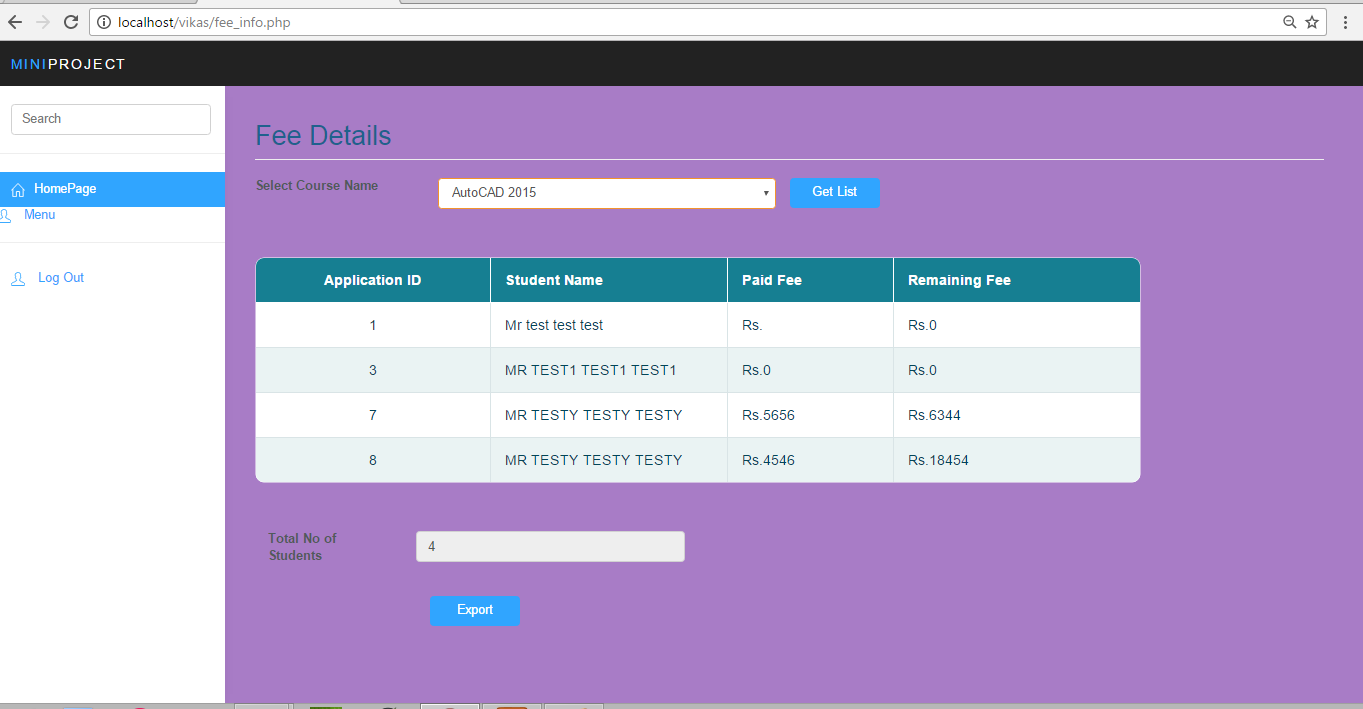 localhost/vikas/fee_info.php
MINIPROJECT
Search
HomePage
Menu
Log Out
Fee Details
Select Course Name
AutoCAD 2015
Get List
Application ID Student Name Paid Fee Remaining Fee
1 Mr test test test Rs. Rs.0
3 MR TEST1 TEST1 TEST1 Rs.0 Rs.0
7 MR TESTY TESTY TESTY Rs.5656 Rs.6344
8 MR TESTY TESTY TESTY Rs.4546 Rs.18454
Total No of
Students
4
Export